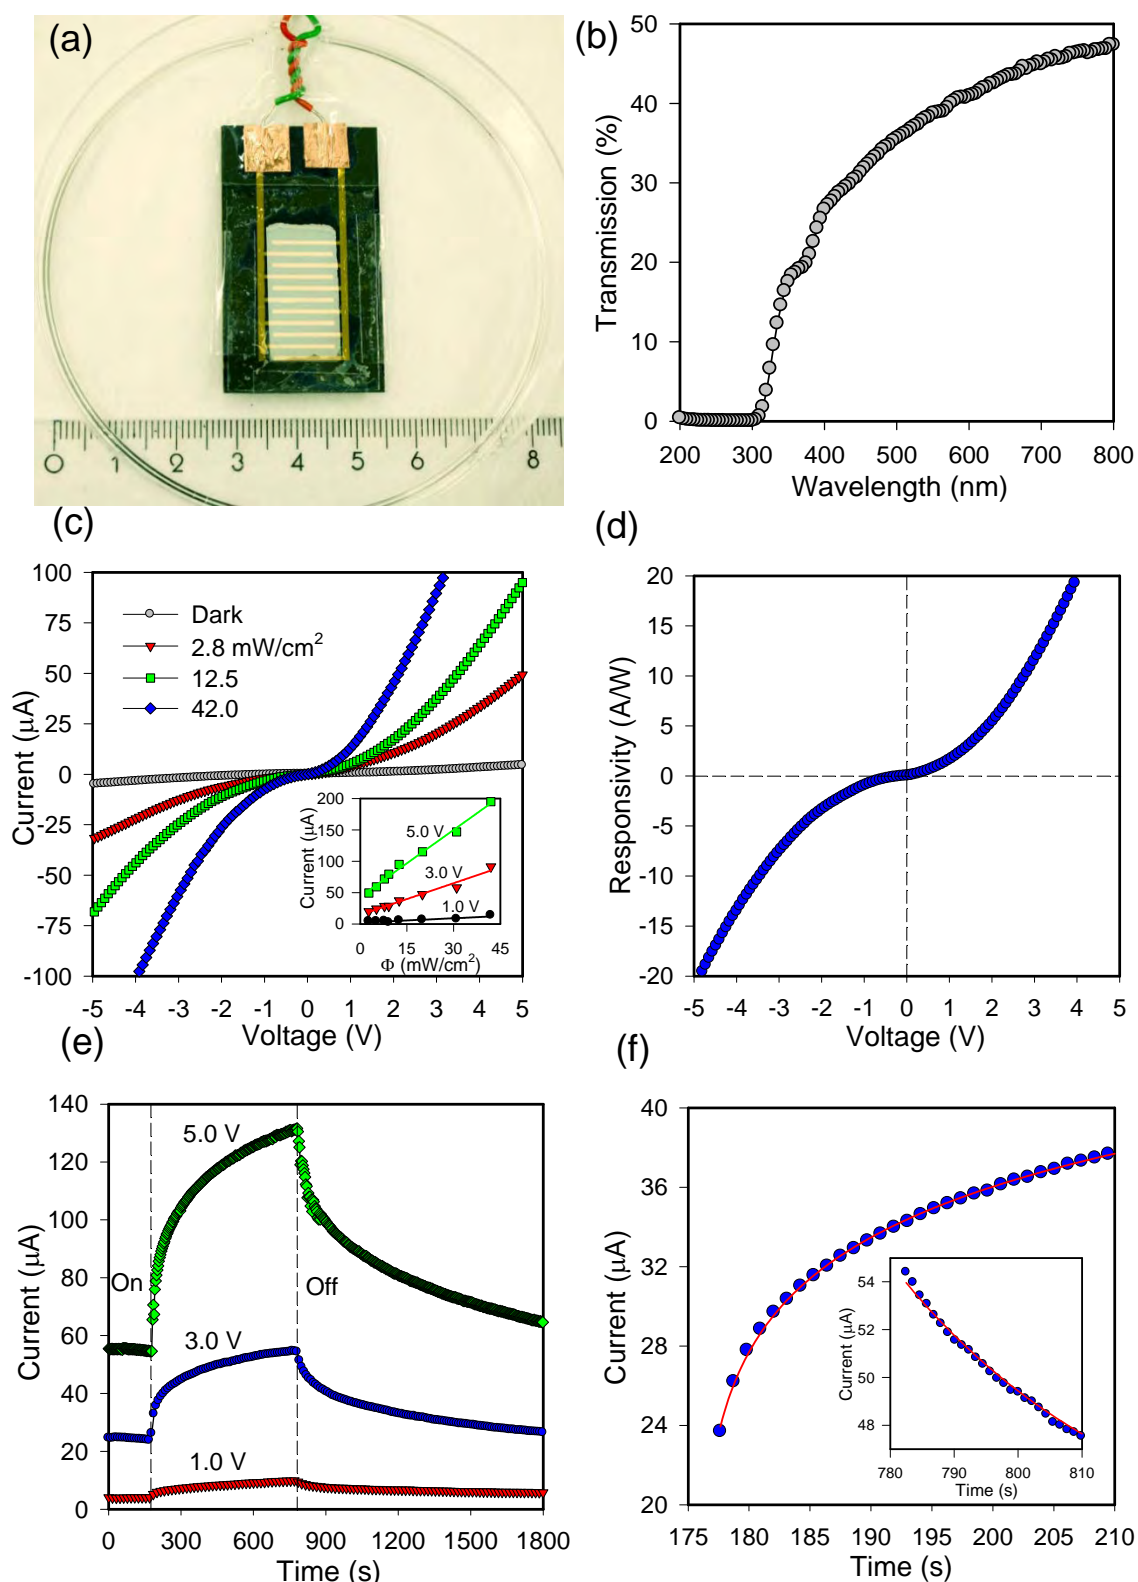 (a)
0 1 2 3 4 5 6 8
(b)
50
40
30
20
10
0
Transmission (%)
200 300 400 500 600 700 800
Wavelength (nm)
(c)
100
75
50
25
0
-25
-50
-75
-100
Current (μA)
Dark
2.8 mW/cm²
12.5
42.0
-5 -4 -3 -2 -1 0 1 2 3 4 5
Voltage (V)
200
150
100
50
0
Current (μA)
5.0 V
3.0 V
1.0 V
0 15 30 45
Φ (mW/cm²)
(d)
20
15
10
5
0
-5
-10
-15
-20
Responsivity (A/W)
-5 -4 -3 -2 -1 0 1 2 3 4 5
Voltage (V)
(e)
140
120
100
80
60
40
20
0
Current (μA)
5.0 V
On
Off
3.0 V
1.0 V
0 300 600 900 1200 1500 1800
Time (s)
(f)
40
36
32
28
24
20
Current (μA)
175 180 185 190 195 200 205 210
Time (s)
54
52
50
48
Current (μA)
780 790 800 810
Time (s)